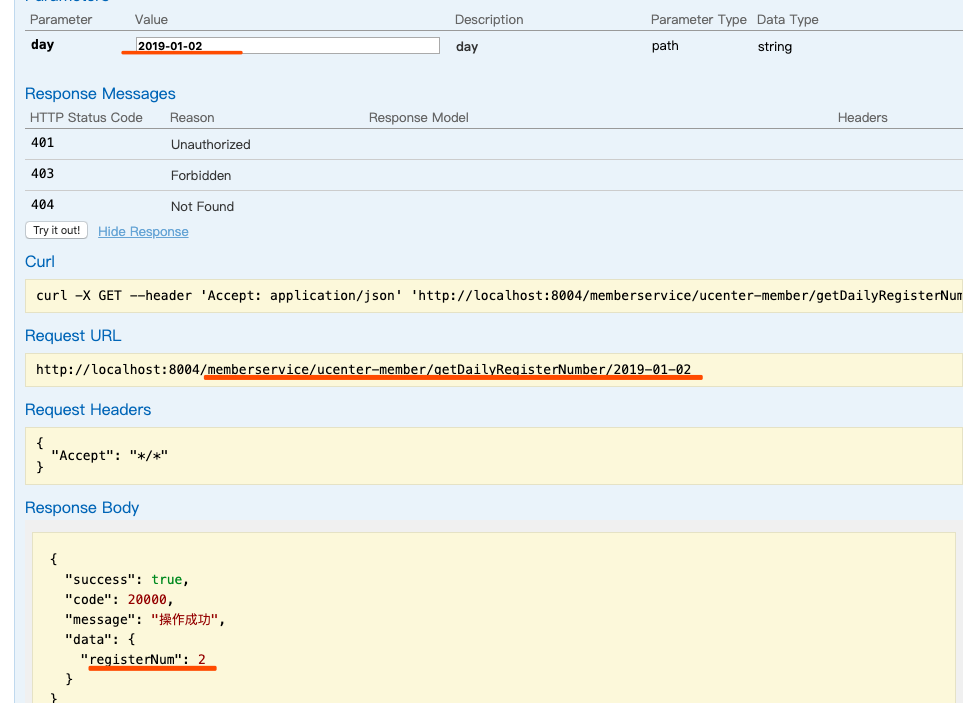 Parameters
Parameter Value Description Parameter Type Data Type
day 2019-01-02 day path string
Response Messages
HTTP Status Code Reason Response Model Headers
401 Unauthorized
403 Forbidden
404 Not Found
Try it out! Hide Response
Curl
curl -X GET --header 'Accept: application/json' 'http://localhost:8004/memberservice/ucenter-member/getDailyRegisterNum
Request URL
http://localhost:8004/memberservice/ucenter-member/getDailyRegisterNumber/2019-01-02
Request Headers
{
"Accept": "*/*"
}
Response Body
{
"success": true,
"code": 20000,
"message": "操作成功",
"data": {
"registerNum": 2
}
}